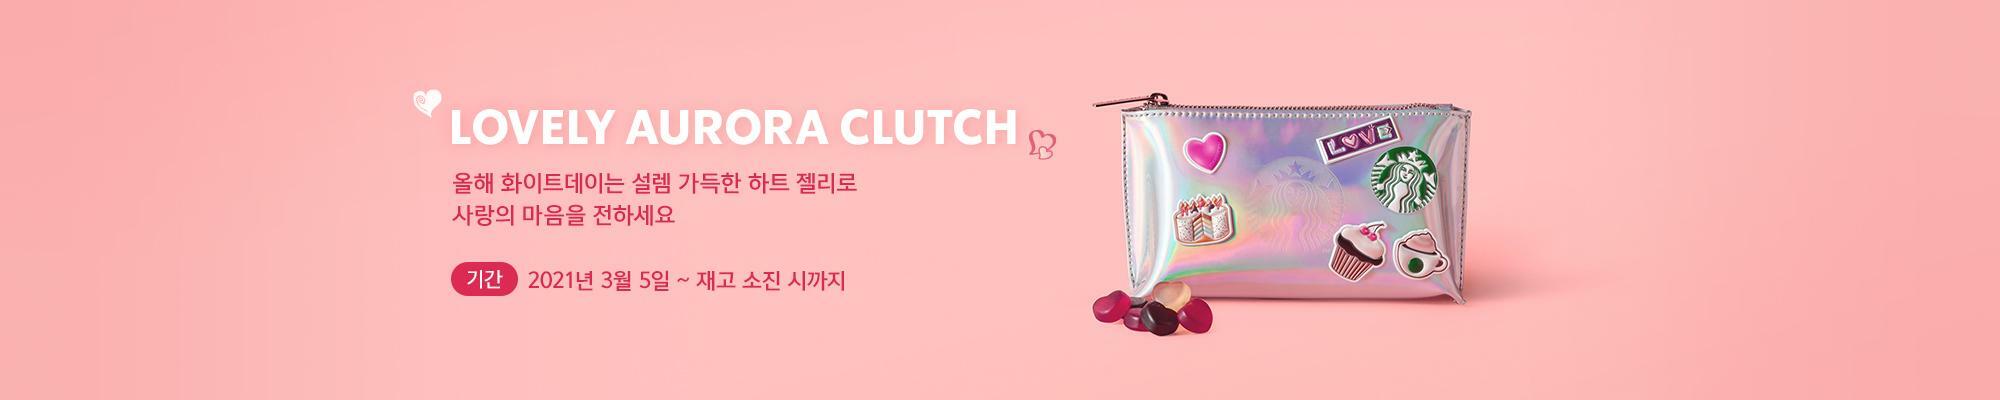 LOVELY AURORA CLUTCH
올해 화이트데이는 설렘 가득한 하트 젤리로
사랑의 마음을 전하세요
기간 2021년 3월 5일 ~ 재고 소진 시까지
LOVE